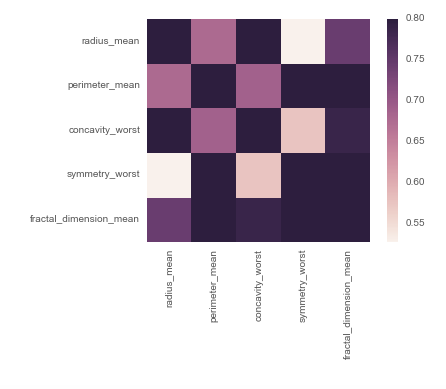 radius_mean
perimeter_mean
concavity_worst
symmetry_worst
fractal_dimension_mean
radius_mean
perimeter_mean
concavity_worst
symmetry_worst
fractal_dimension_mean
0.80
0.75
0.70
0.65
0.60
0.55